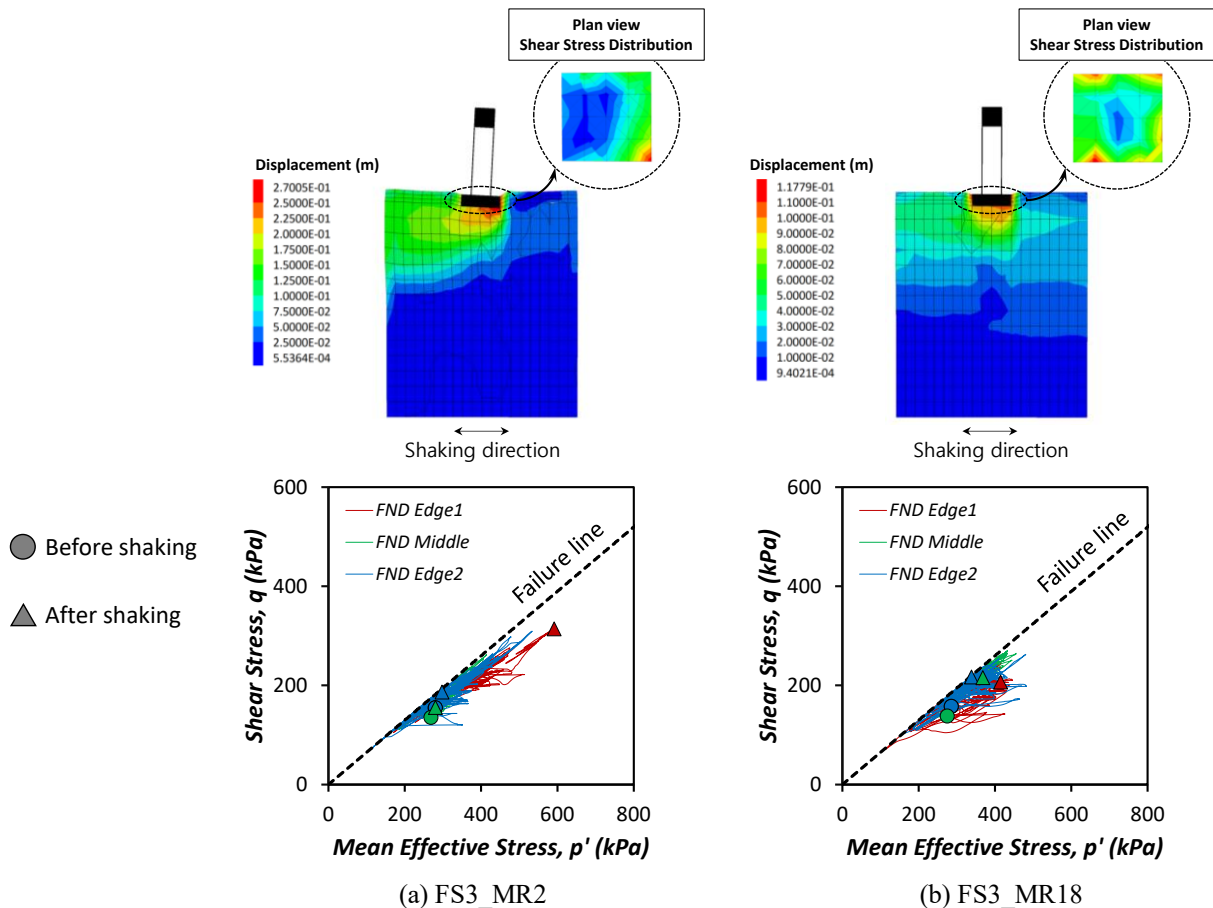 Plan view
Shear Stress Distribution
Displacement (m)
2.7005E-01
2.5000E-01
2.2500E-01
2.0000E-01
1.7500E-01
1.5000E-01
1.2500E-01
1.0000E-01
7.5000E-02
5.0000E-02
2.5000E-02
5.5364E-04
Shaking direction
Plan view
Shear Stress Distribution
Displacement (m)
1.1779E-01
1.1000E-01
1.0000E-01
9.0000E-02
8.0000E-02
7.0000E-02
6.0000E-02
5.0000E-02
4.0000E-02
3.0000E-02
2.0000E-02
1.0000E-02
9.4021E-04
Shaking direction
Before shaking
After shaking
600
400
200
0
Shear Stress, q (kPa)
FND Edge1
FND Middle
FND Edge2
Failure line
0 200 400 600 800
Mean Effective Stress, p' (kPa)
(a) FS3_MR2
600
400
200
0
Shear Stress, q (kPa)
FND Edge1
FND Middle
FND Edge2
Failure line
0 200 400 600 800
Mean Effective Stress, p' (kPa)
(b) FS3_MR18